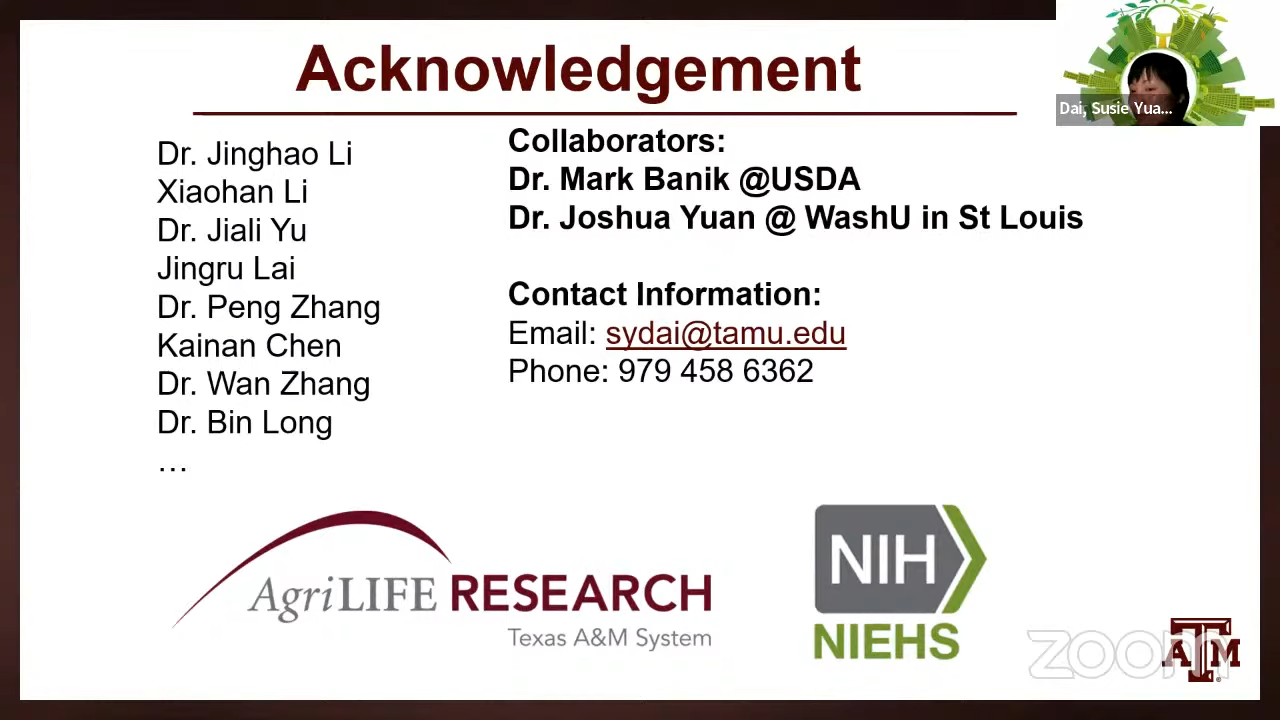 Acknowledgement
Dai, Susie Yua...
Dr. Jinghao Li
Xiaohan Li
Dr. Jiali Yu
Jingru Lai
Dr. Peng Zhang
Kainan Chen
Dr. Wan Zhang
Dr. Bin Long
...
Collaborators:
Dr. Mark Banik @USDA
Dr. Joshua Yuan @ WashU in St Louis
Contact Information:
Email: sydai@tamu.edu
Phone: 979 458 6362
AgriLIFE RESEARCH
Texas A&M System
NIH
NIEHS
zoom
ATM